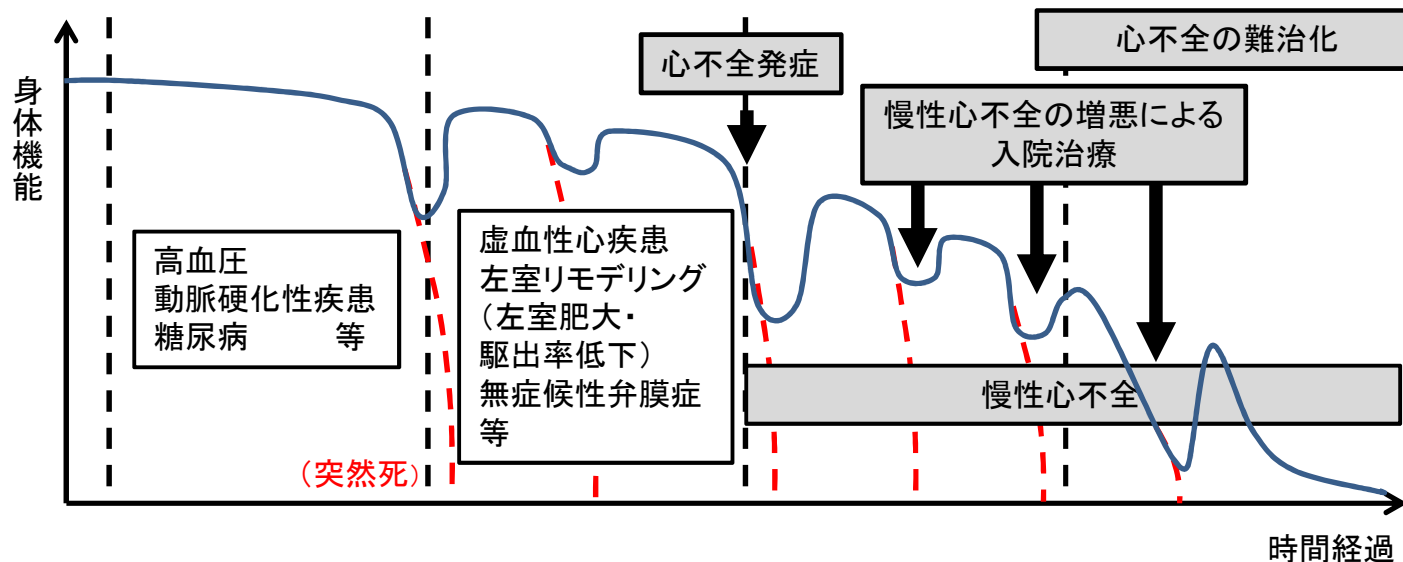 身体機能
心不全発症
心不全の難治化
慢性心不全の増悪による
入院治療
高血圧
動脈硬化性疾患
糖尿病　　　等
虚血性心疾患
左室リモデリング
（左室肥大・
駆出率低下）
無症候性弁膜症
等
慢性心不全
（突然死）
時間経過